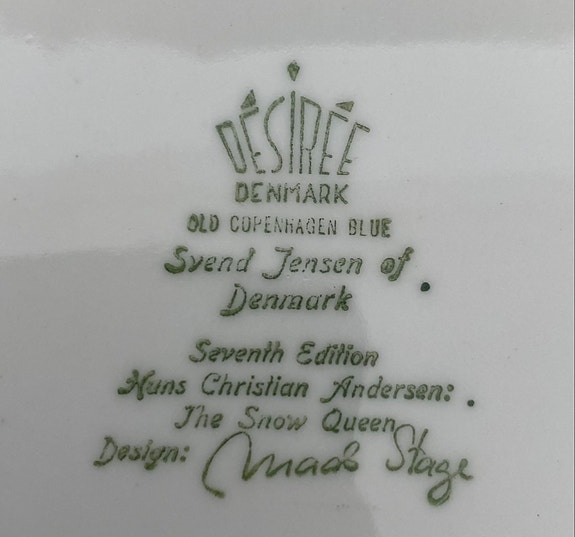 DÉSIRÉE
DENMARK
OLD COPENHAGEN BLUE
Svend Jensen of
Denmark
Seventh Edition
Hans Christian Andersen:
The Snow Queen
Design: Mads Stage